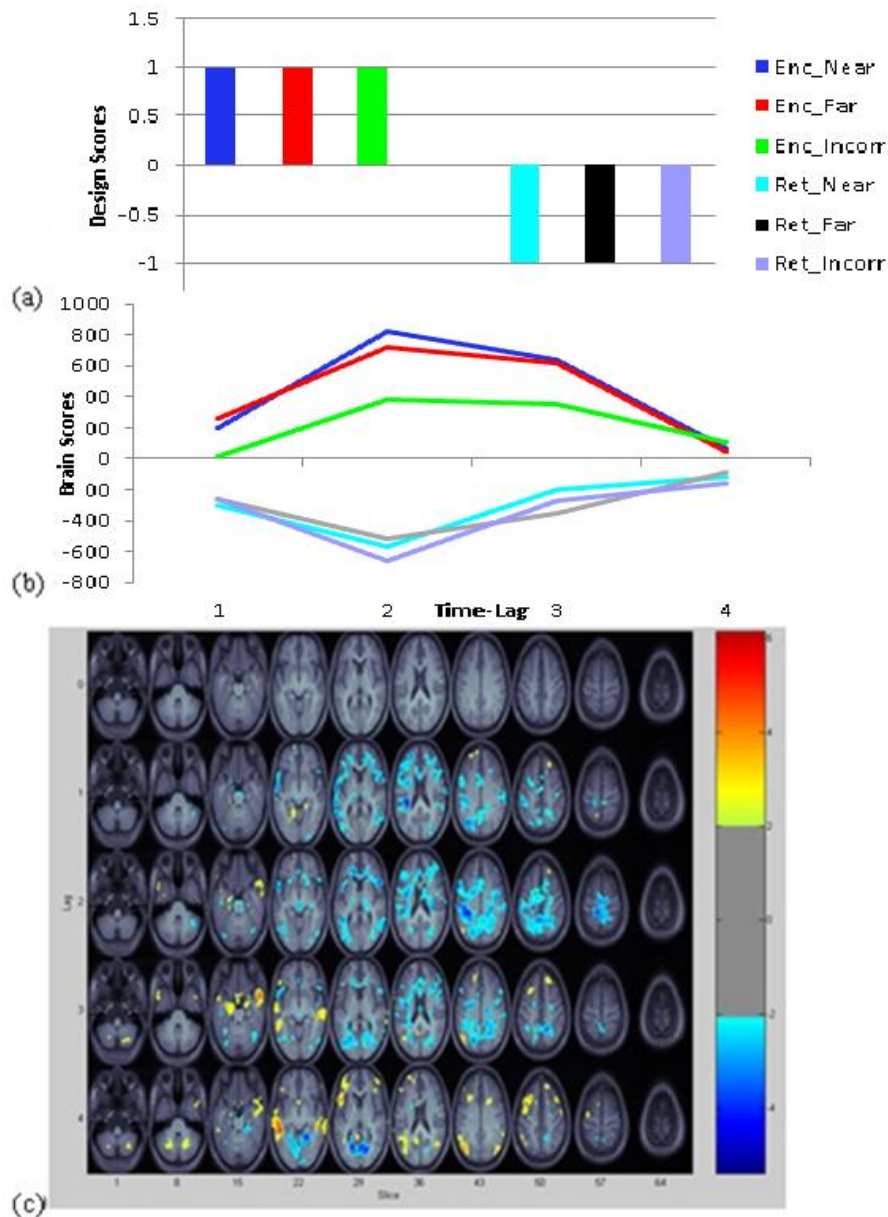 1.5
1
0.5
0
-0.5
-1
Design Scores
Enc_Near
Enc_Far
Enc_Incorr
Ret_Near
Ret_Far
Ret_Incorr
(a)
1000
800
600
00
00
0
00
-400
-600
-800
Brain Scores
(b)
1 2 Time-Lag 3 4
0
1
2
3
4
Lag
6
4
2
0
-2
-4
1 8 15 22 29 36 43 50 57 64
Slice
(c)